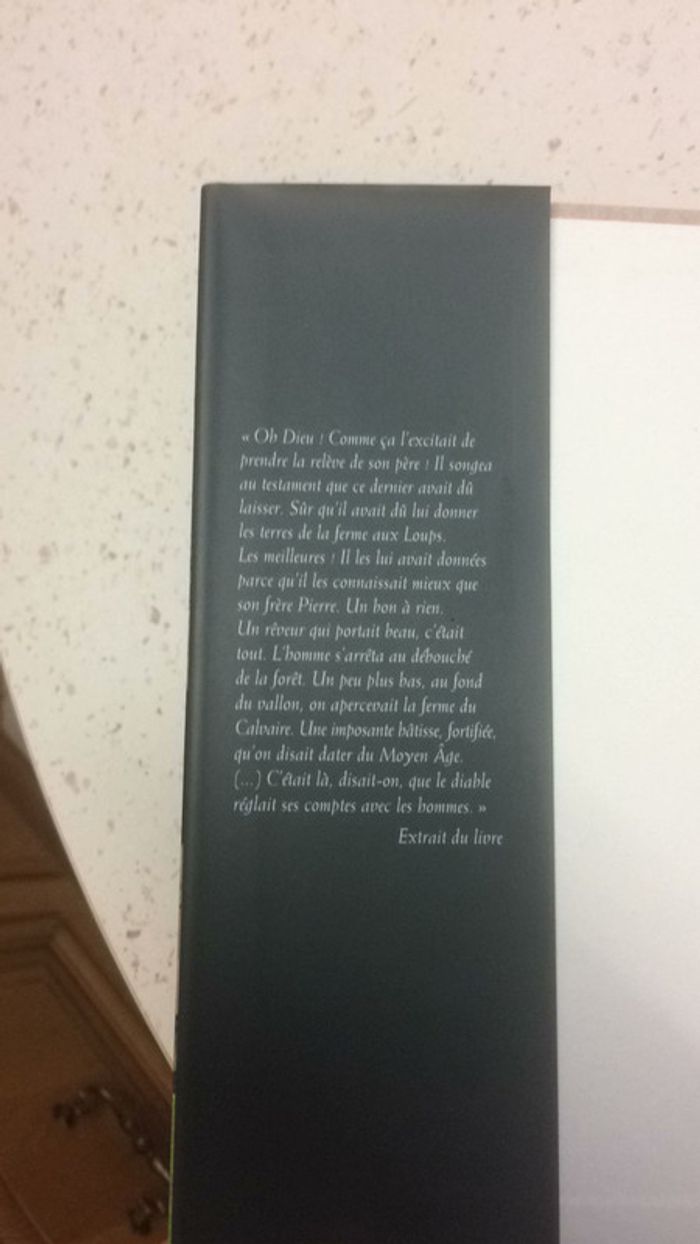 « Oh Dieu ! Comme ça l'excitait de
prendre la relève de son père ! Il songea
au testament que ce dernier avait dû
laisser. Sûr qu'il avait dû lui donner
les terres de la ferme aux Loups.
Les meilleures ! Il les lui avait données
parce qu'il les connaissait mieux que
son frère Pierre. Un bon à rien.
Un rêveur qui portait beau, c'était
tout. L'homme s'arrêta au débouché
de la forêt. Un peu plus bas, au fond
du vallon, on apercevait la ferme du
Calvaire. Une imposante bâtisse, fortifiée,
qu'on disait dater du Moyen Âge.
(...) C'était là, disait-on, que le diable
réglait ses comptes avec les hommes. »
Extrait du livre